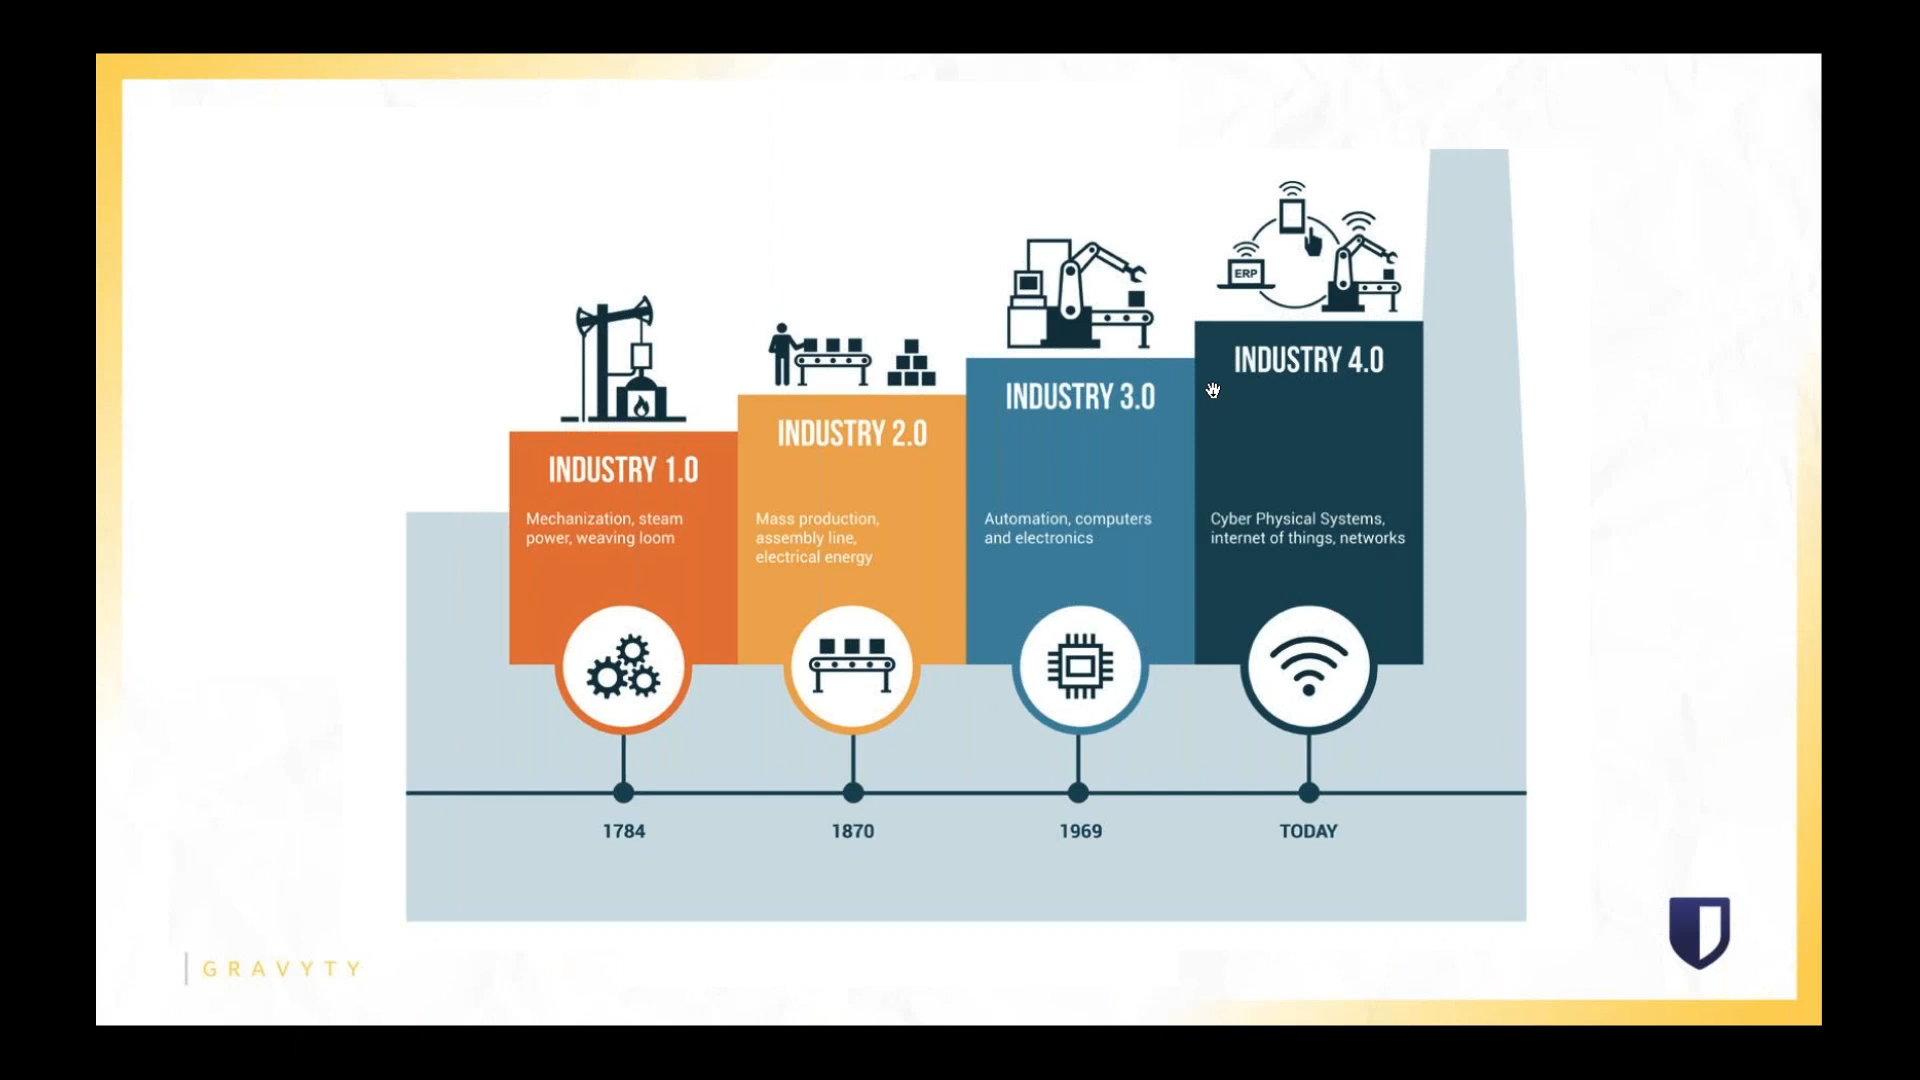 ERP
INDUSTRY 1.0
Mechanization, steam
power, weaving loom
INDUSTRY 2.0
Mass production,
assembly line,
electrical energy
INDUSTRY 3.0
Automation, computers
and electronics
INDUSTRY 4.0
Cyber Physical Systems,
internet of things, networks
1784
1870
1969
TODAY
GRAVYTY